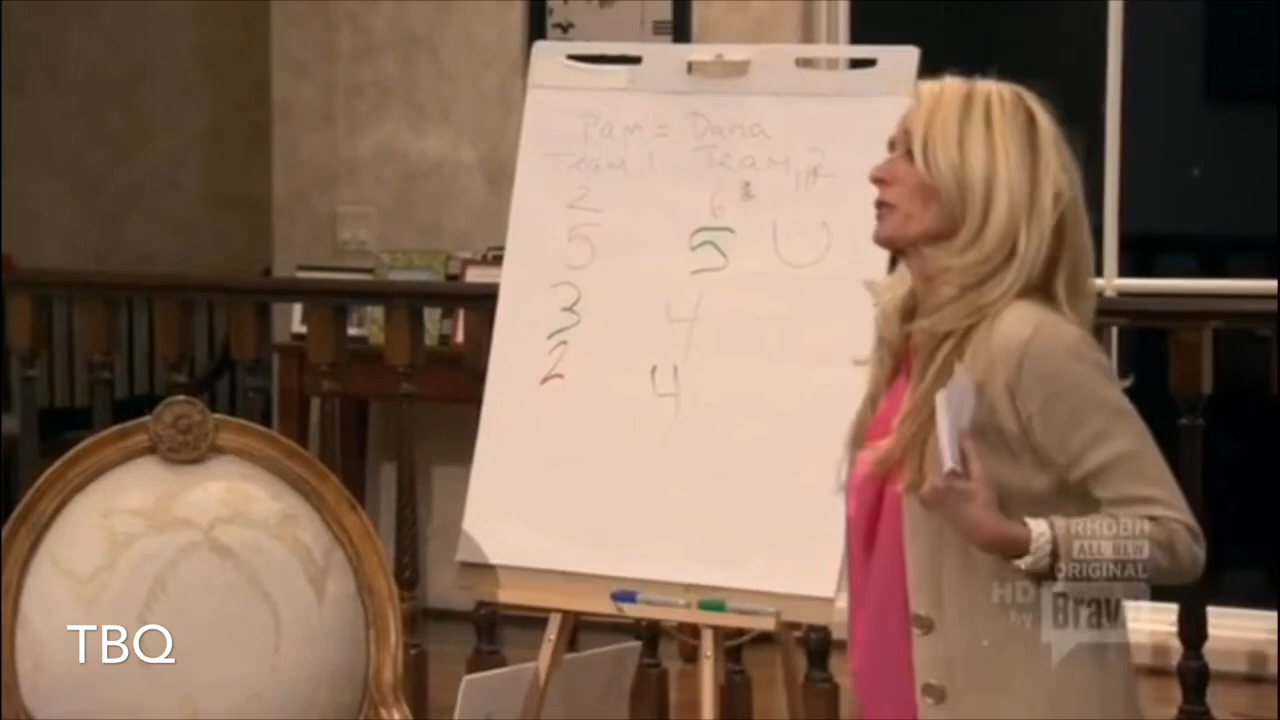 Pam = Dana
Team 1 Team 2
2 6
5 5 U
3 4
2 4
TBQ
RHOBH
ALL NEW
ORIGINAL
HD
by Bravo